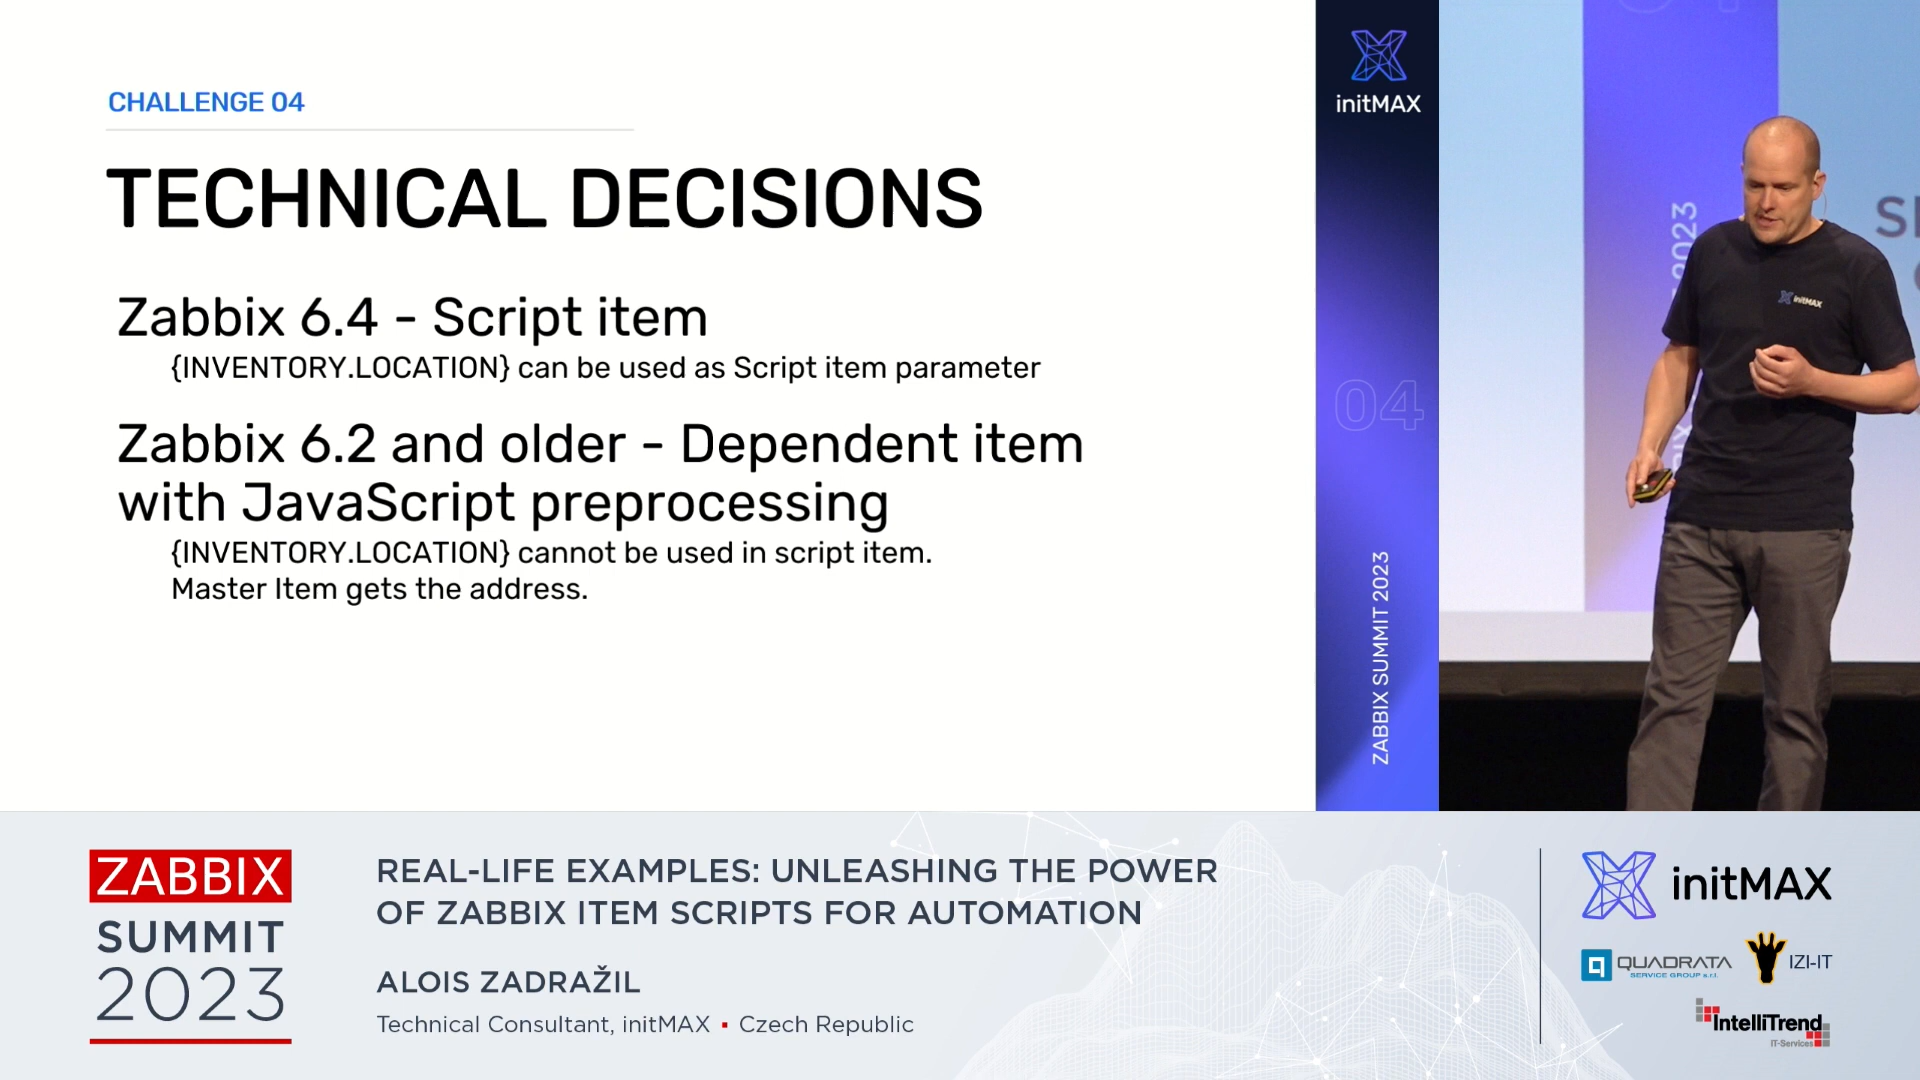 CHALLENGE 04
TECHNICAL DECISIONS
Zabbix 6.4 - Script item
{INVENTORY.LOCATION} can be used as Script item parameter
Zabbix 6.2 and older - Dependent item
with JavaScript preprocessing
{INVENTORY.LOCATION} cannot be used in script item.
Master Item gets the address.
initMAX
04
ZABBIX SUMMIT 2023
2023
initMAX
ZABBIX
SUMMIT
2023
REAL-LIFE EXAMPLES: UNLEASHING THE POWER
OF ZABBIX ITEM SCRIPTS FOR AUTOMATION
ALOIS ZADRAŽIL
Technical Consultant, initMAX ▪ Czech Republic
initMAX
QUADRATA
SERVICE GROUP s.r.l.
IZI-IT
IntelliTrend
IT-Services